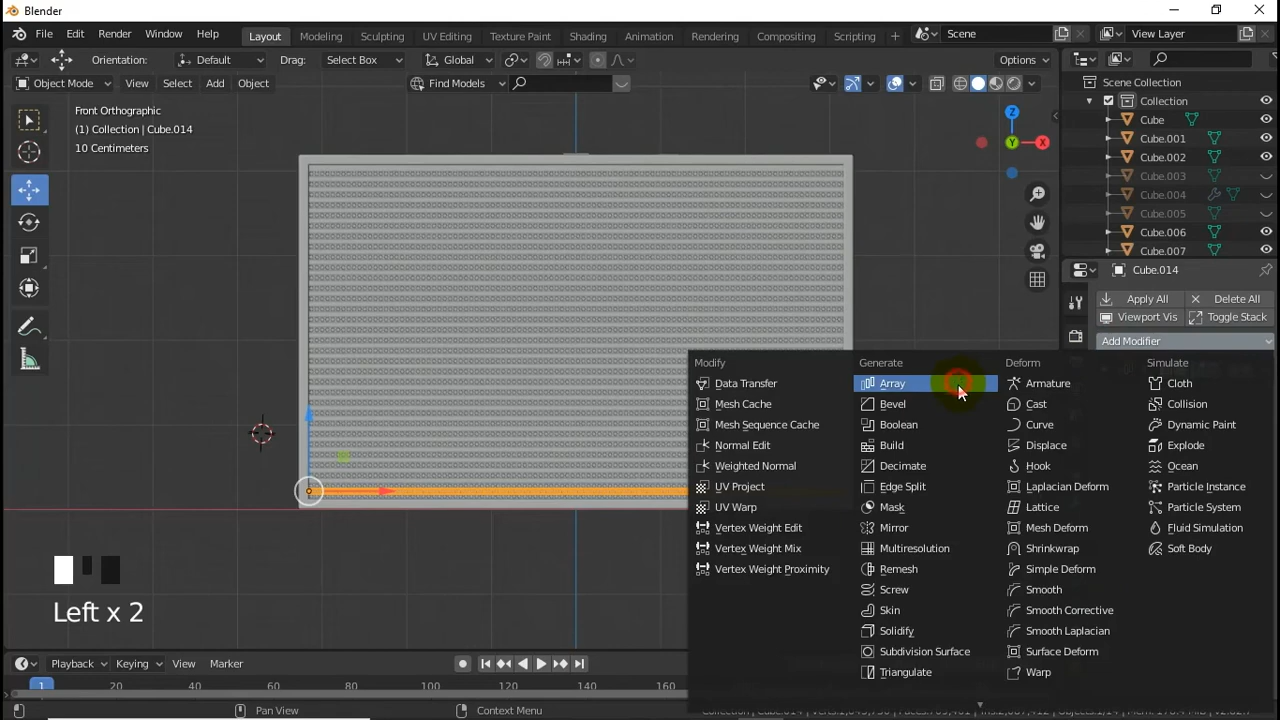 Blender
File Edit Render Window Help Layout Modeling Sculpting UV Editing Texture Paint Shading Animation Rendering Compositing Scripting + Scene View Layer
Orientation: Default Drag: Select Box Global Options
Object Mode View Select Add Object Find Models
Front Orthographic
(1) Collection | Cube.014
10 Centimeters
Z
Y
X
Scene Collection
Collection
Cube
Cube.001
Cube.002
Cube.003
Cube.004
Cube.005
Cube.006
Cube.007
Cube.014
Apply All Delete All
Viewport Vis Toggle Stack
Add Modifier
Modify Generate Deform Simulate
Data Transfer Array Armature Cloth
Mesh Cache Bevel Cast Collision
Mesh Sequence Cache Boolean Curve Dynamic Paint
Normal Edit Build Displace Explode
Weighted Normal Decimate Hook Ocean
UV Project Edge Split Laplacian Deform Particle Instance
UV Warp Mask Lattice Particle System
Vertex Weight Edit Mirror Mesh Deform Fluid Simulation
Vertex Weight Mix Multiresolution Shrinkwrap Soft Body
Vertex Weight Proximity Remesh Simple Deform
Screw Smooth
Skin Smooth Corrective
Solidify Smooth Laplacian
Subdivision Surface Surface Deform
Triangulate Warp
Left x 2
Playback Keying View Marker
1 20 40 60 80 100 120 140 160
Pan View Context Menu